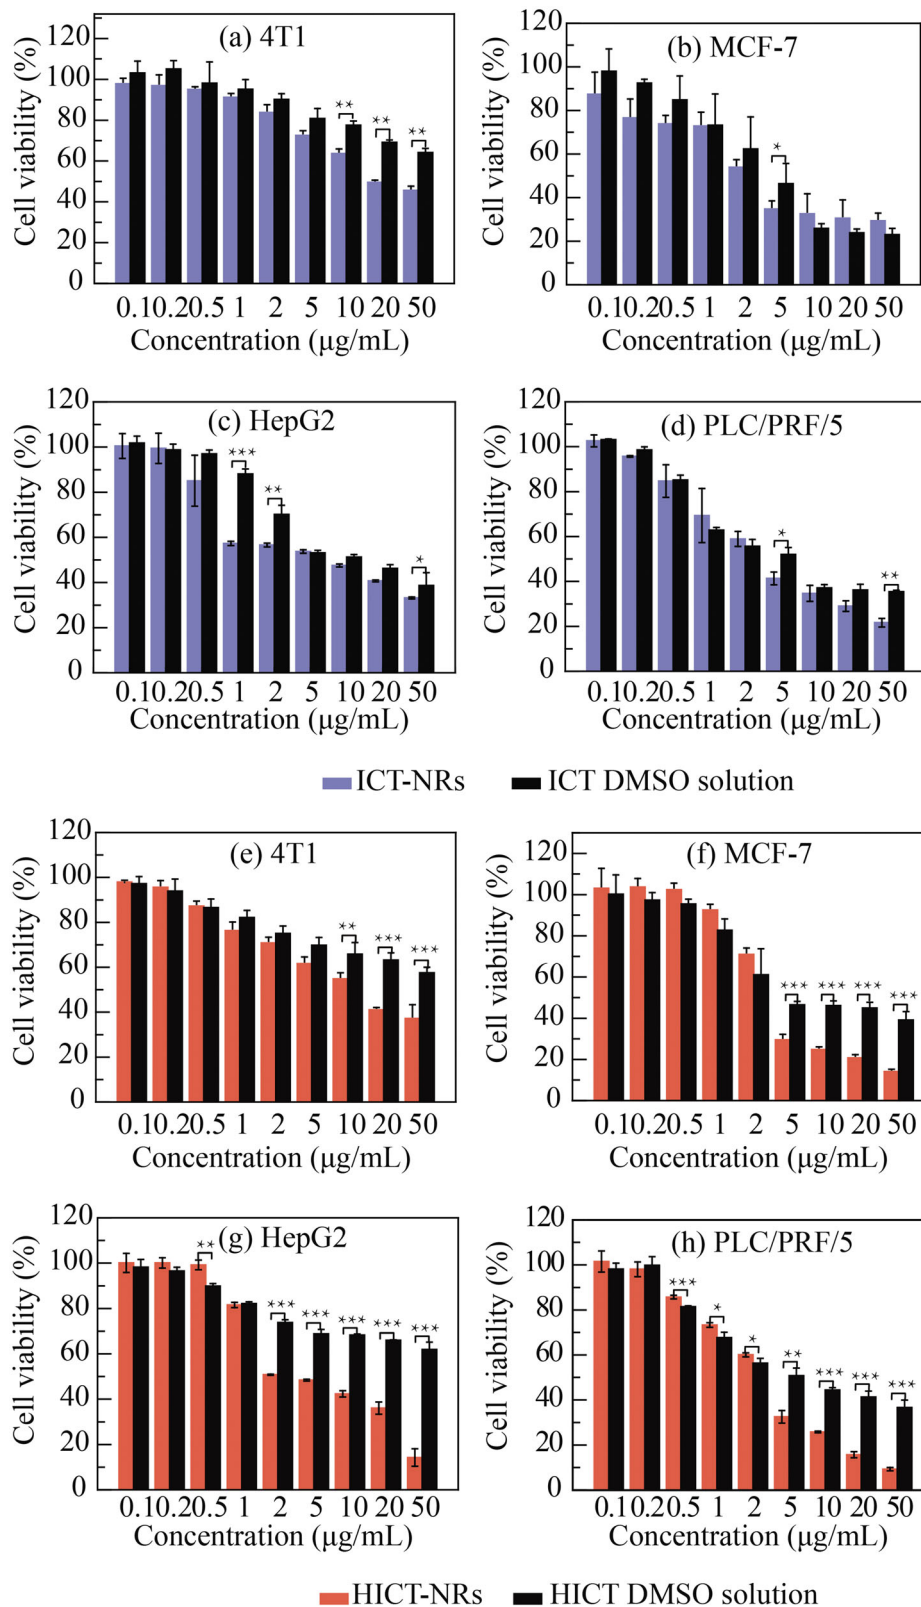 (a) 4T1
Cell viability (%)
120
100
80
60
40
20
0
** ** **
0.10.20.5 1 2 5 10 20 50
Concentration (μg/mL)
(b) MCF-7
Cell viability (%)
120
100
80
60
40
20
0
*
0.10.20.5 1 2 5 10 20 50
Concentration (μg/mL)
(c) HepG2
Cell viability (%)
120
100
80
60
40
20
0
*** ** *
0.10.20.5 1 2 5 10 20 50
Concentration (μg/mL)
(d) PLC/PRF/5
Cell viability (%)
120
100
80
60
40
20
0
* **
0.10.20.5 1 2 5 10 20 50
Concentration (μg/mL)
ICT-NRs ICT DMSO solution
(e) 4T1
Cell viability (%)
120
100
80
60
40
20
0
** *** ***
0.10.20.5 1 2 5 10 20 50
Concentration (μg/mL)
(f) MCF-7
Cell viability (%)
120
100
80
60
40
20
0
*** *** *** ***
0.10.20.5 1 2 5 10 20 50
Concentration (μg/mL)
(g) HepG2
Cell viability (%)
120
100
80
60
40
20
0
** *** *** *** *** ***
0.10.20.5 1 2 5 10 20 50
Concentration (μg/mL)
(h) PLC/PRF/5
Cell viability (%)
120
100
80
60
40
20
0
*** * * ** *** *** ***
0.10.20.5 1 2 5 10 20 50
Concentration (μg/mL)
HICT-NRs HICT DMSO solution